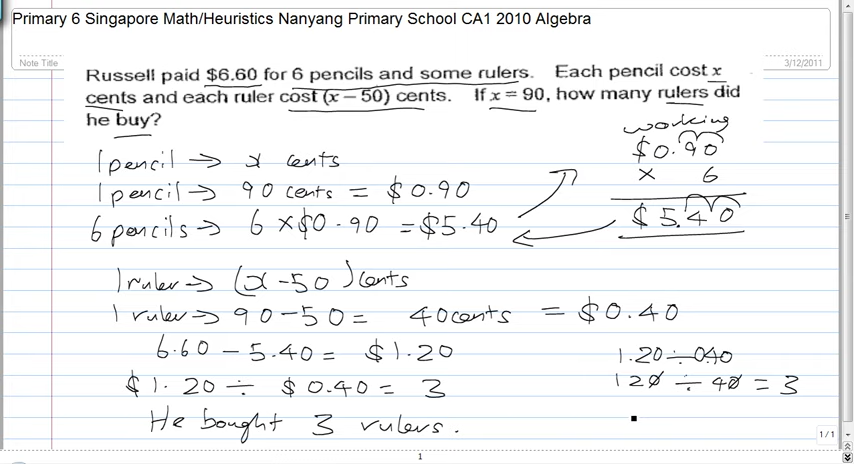 Primary 6 Singapore Math/Heuristics Nanyang Primary School CA1 2010 Algebra
Note Title
3/12/2011
Russell paid $6.60 for 6 pencils and some rulers. Each pencil cost x
cents and each ruler cost (x – 50) cents. If x = 90, how many rulers did
he buy?
working
$0.90
x 6
$5.40
1 pencil → x cents
1 pencil → 90 cents = $0.90
6 pencils → 6 x $0.90 = $5.40
1 ruler → (x - 50) cents
1 ruler → 90 - 50 = 40 cents = $0.40
6.60 - 5.40 = $1.20
$1.20 ÷ $0.40 = 3
1.20 ÷ 0.40
120 ÷ 40 = 3
He bought 3 rulers.
1 / 1
1